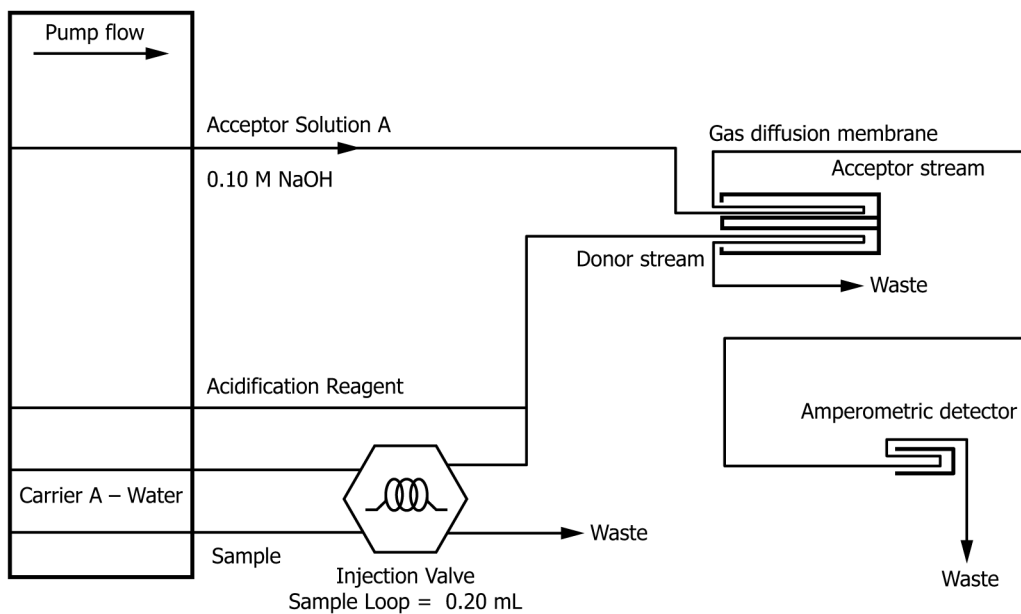 Pump flow
Acceptor Solution A
0.10 M NaOH
Gas diffusion membrane
Acceptor stream
Donor stream
Waste
Acidification Reagent
Amperometric detector
Carrier A – Water
Sample
Waste
Injection Valve
Sample Loop = 0.20 mL
Waste